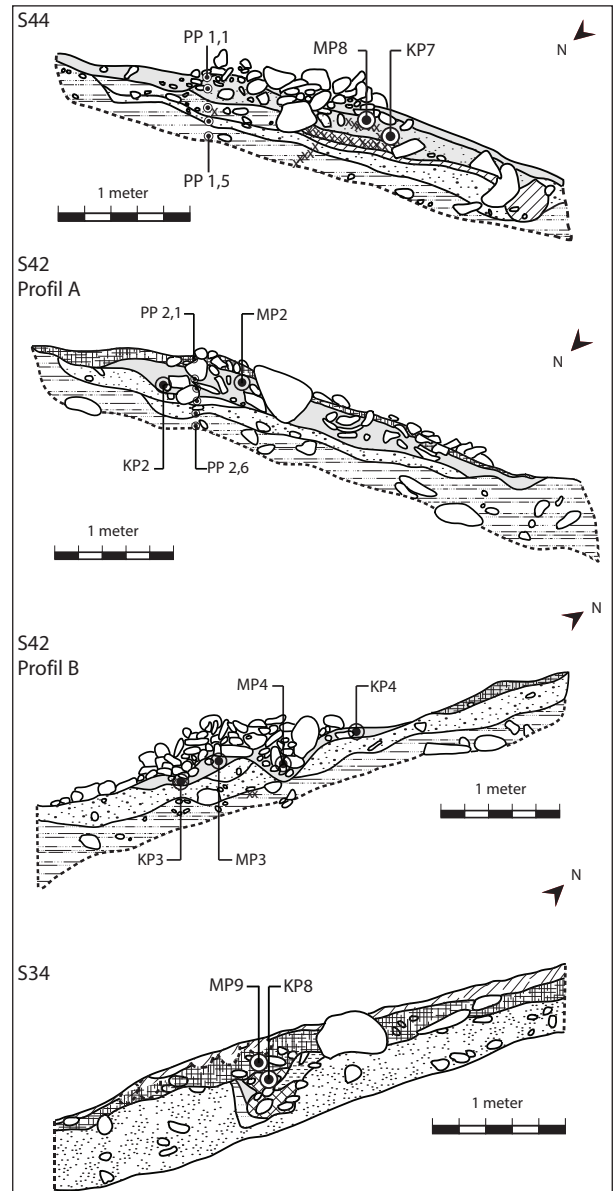 S44
PP 1,1
MP8
KP7
N
PP 1,5
1 meter
S42
Profil A
PP 2,1
MP2
N
KP2
PP 2,6
1 meter
S42
Profil B
N
MP4
KP4
1 meter
KP3
MP3
N
S34
MP9
KP8
1 meter